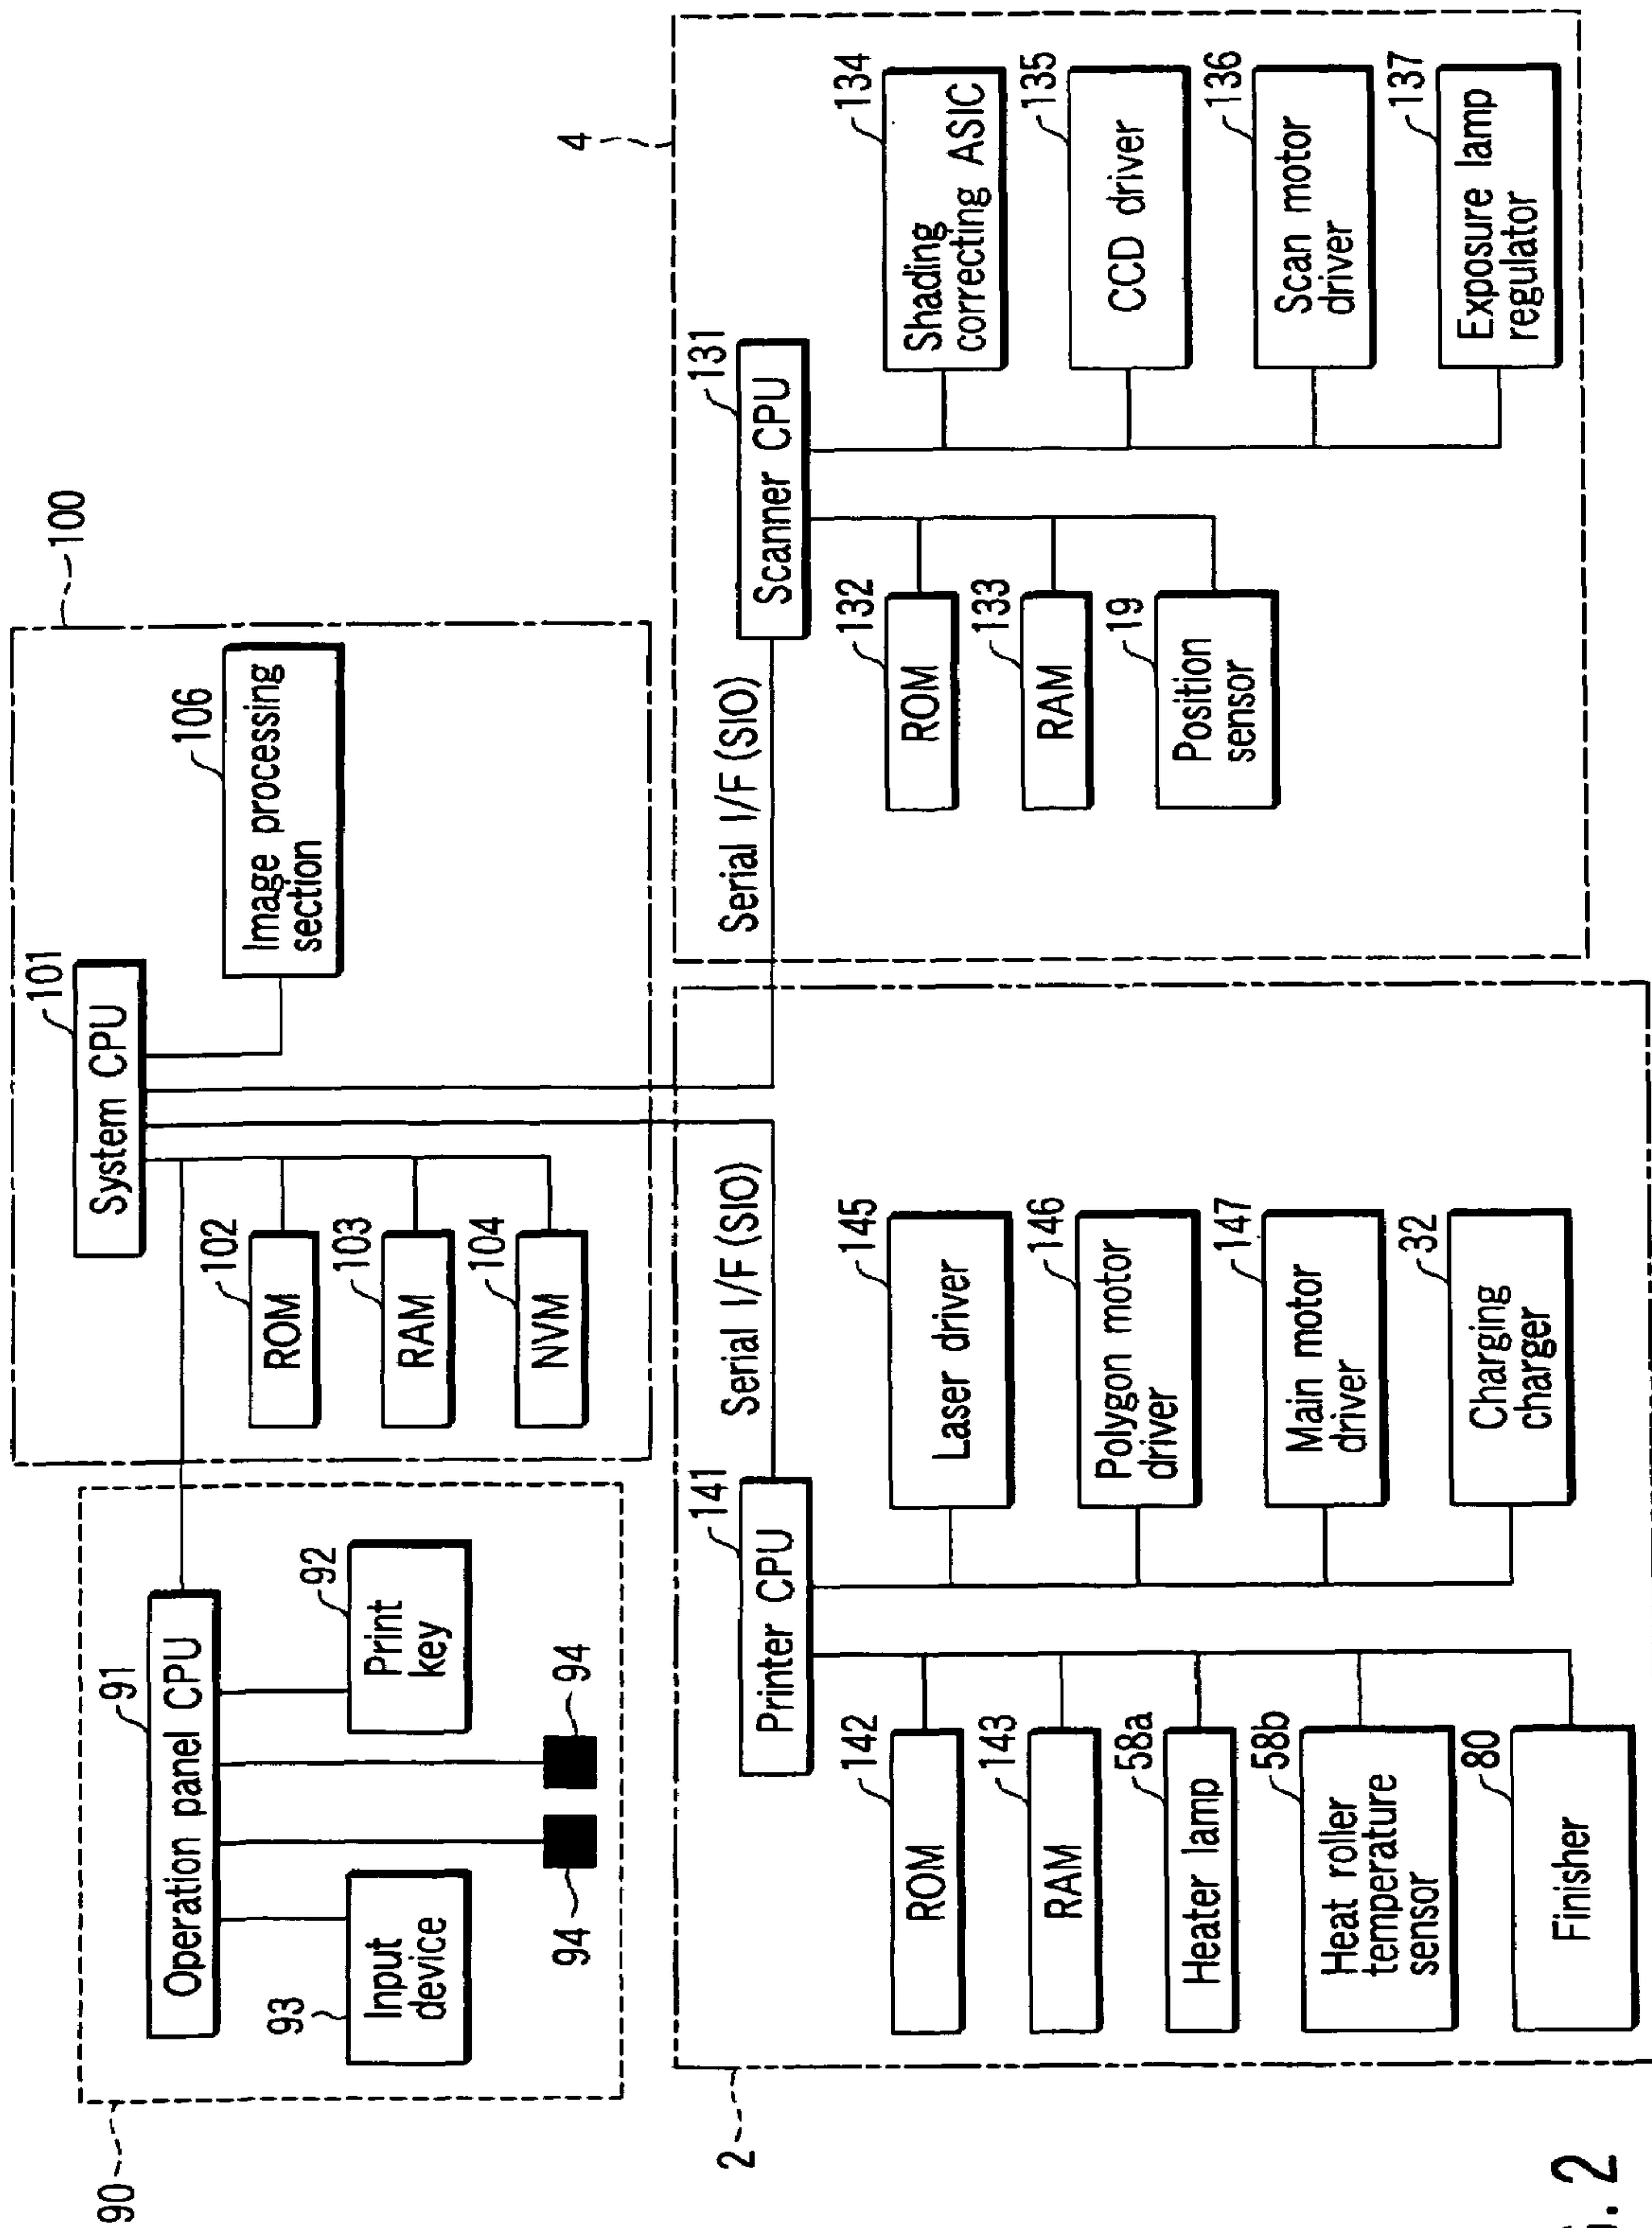 90
91
Operation panel CPU
93
Input
device
92
Print
key
94
94
100
101
System CPU
102
ROM
103
RAM
104
NVM
106
Image processing
section
Serial I/F (SIO)
Serial I/F (SIO)
2
141
Printer CPU
142
ROM
143
RAM
58a
Heater lamp
58b
Heat roller
temperature
sensor
80
Finisher
145
Laser driver
146
Polygon motor
driver
147
Main motor
driver
32
Charging
charger
4
131
Scanner CPU
132
ROM
133
RAM
19
Position
sensor
134
Shading
correcting ASIC
135
CCD driver
136
Scan motor
driver
137
Exposure lamp
regulator
. 2